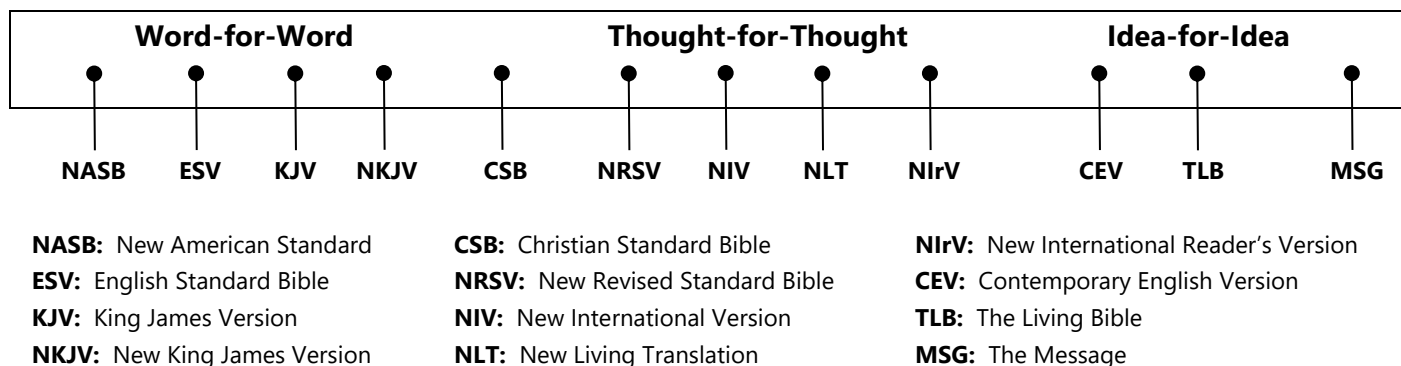 Word-for-Word Thought-for-Thought Idea-for-Idea
NASB ESV KJV NKJV CSB NRSV NIV NLT NIrV CEV TLB MSG
NASB: New American Standard
ESV: English Standard Bible
KJV: King James Version
NKJV: New King James Version
CSB: Christian Standard Bible
NRSV: New Revised Standard Bible
NIV: New International Version
NLT: New Living Translation
NIrV: New International Reader’s Version
CEV: Contemporary English Version
TLB: The Living Bible
MSG: The Message